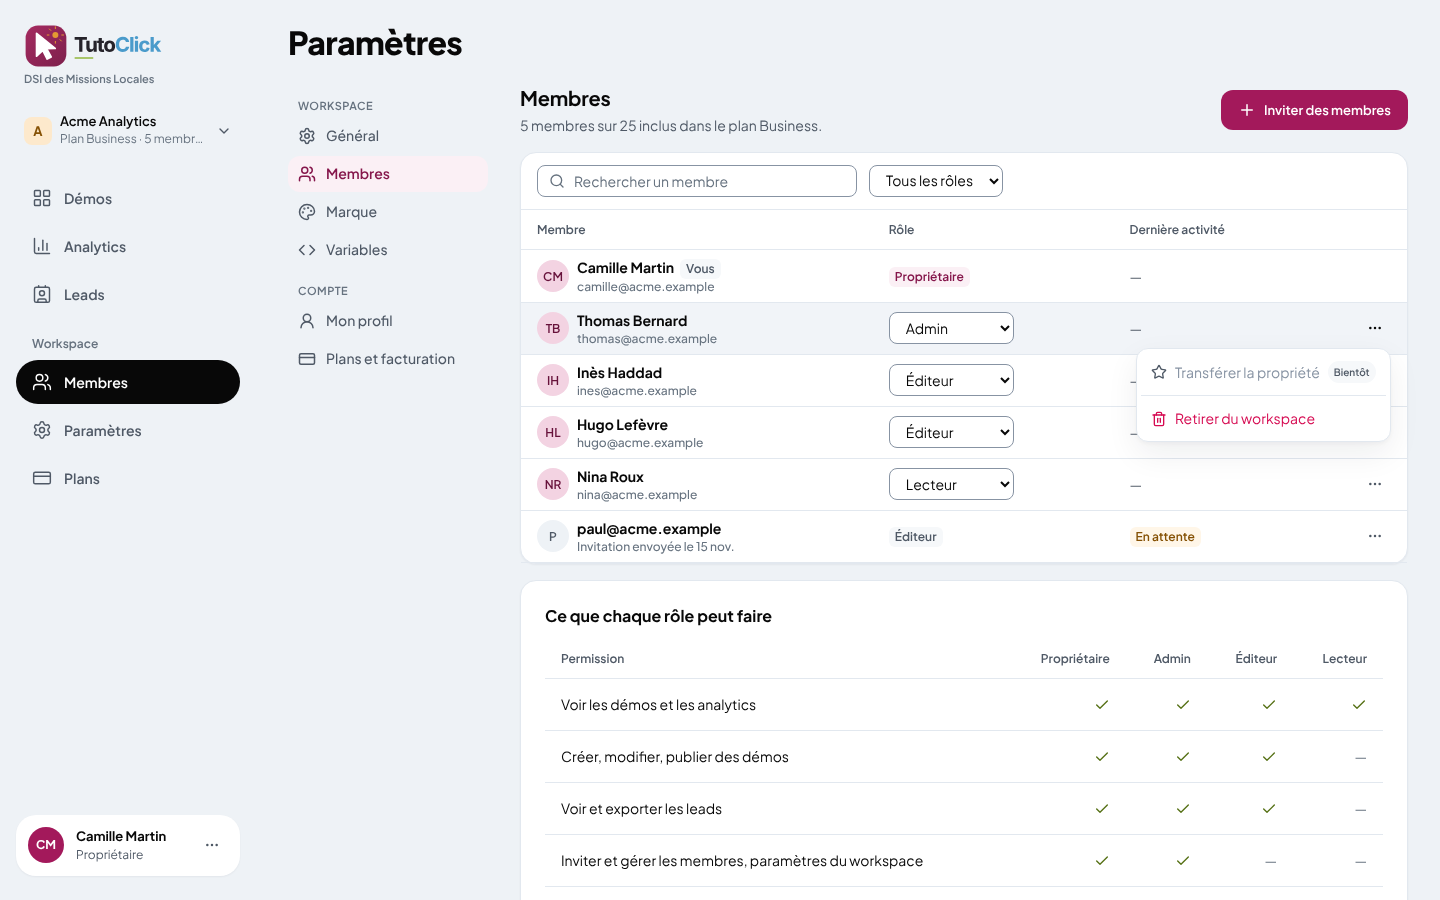 TutoClick
DSI des Missions Locales
A
Acme Analytics
Plan Business · 5 membr...
Démos
Analytics
Leads
Workspace
Membres
Paramètres
Plans
CM
Camille Martin
Propriétaire
Paramètres
WORKSPACE
Général
Membres
Marque
Variables
COMPTE
Mon profil
Plans et facturation
Membres
5 membres sur 25 inclus dans le plan Business.
Inviter des membres
Rechercher un membre
Tous les rôles
Membre Rôle Dernière activité
CM Camille Martin Vous Propriétaire —
camille@acme.example
TB Thomas Bernard Admin —
thomas@acme.example
IH Inès Haddad Éditeur
ines@acme.example
HL Hugo Lefèvre Éditeur
hugo@acme.example
NR Nina Roux Lecteur —
nina@acme.example
P paul@acme.example Éditeur En attente
Invitation envoyée le 15 nov.
Transférer la propriété Bientôt
Retirer du workspace
Ce que chaque rôle peut faire
Permission Propriétaire Admin Éditeur Lecteur
Voir les démos et les analytics ✓ ✓ ✓ ✓
Créer, modifier, publier des démos ✓ ✓ ✓ —
Voir et exporter les leads ✓ ✓ ✓ —
Inviter et gérer les membres, paramètres du workspace ✓ ✓ — —